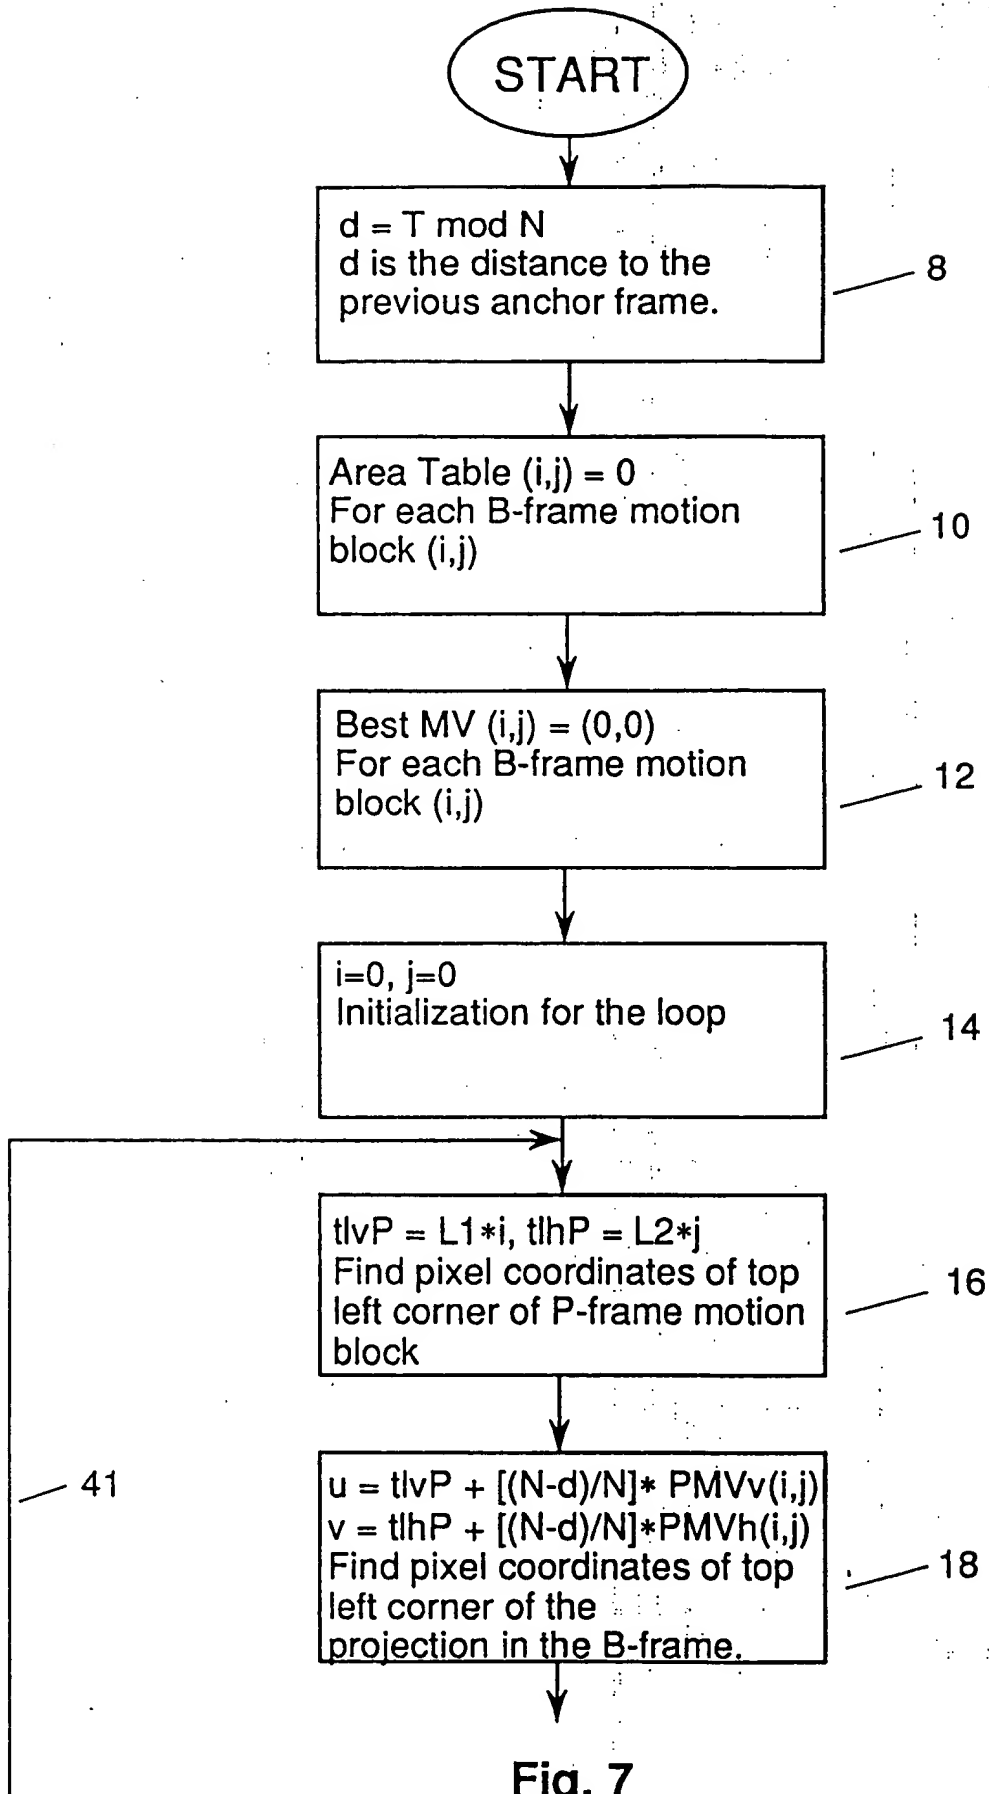 START
d = T mod N
d is the distance to the
previous anchor frame.
8
Area Table (i,j) = 0
For each B-frame motion
block (i,j)
10
Best MV (i,j) = (0,0)
For each B-frame motion
block (i,j)
12
i=0, j=0
Initialization for the loop
14
tlvP = L1*i, tlhP = L2*j
Find pixel coordinates of top
left corner of P-frame motion
block
16
41
u = tlvP + [(N-d)/N]* PMVv(i,j)
v = tlhP + [(N-d)/N]*PMVh(i,j)
Find pixel coordinates of top
left corner of the
projection in the B-frame.
18
Fig. 7